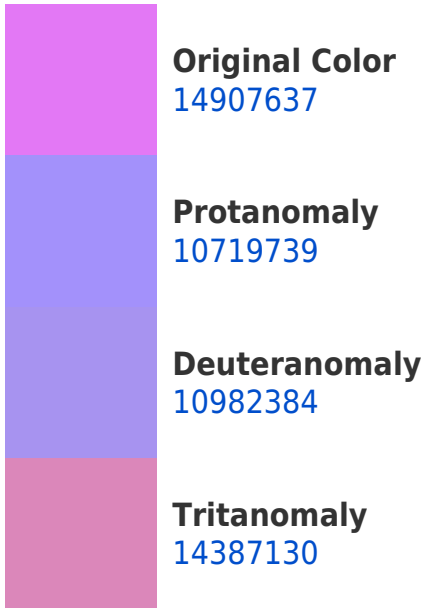 Original Color
14907637
Protanomaly
10719739
Deuteranomaly
10982384
Tritanomaly
14387130